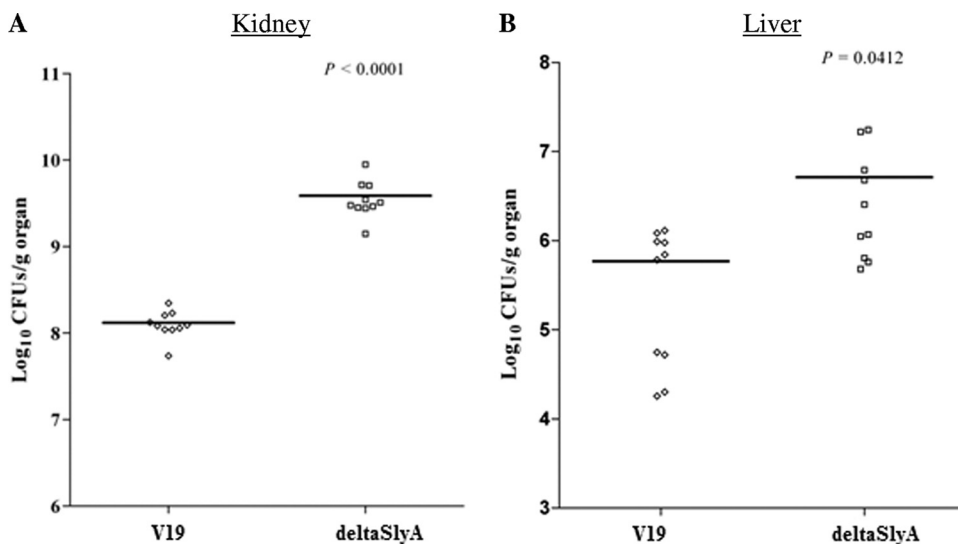 A Kidney
P < 0.0001
11
10
9
8
7
6
Log10 CFUs/g organ
V19 deltaSlyA
B Liver
P = 0.0412
8
7
6
5
4
3
Log10 CFUs/g organ
V19 deltaSlyA